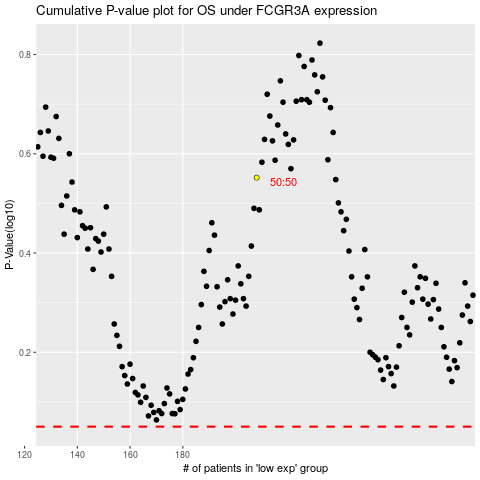 Cumulative P-value plot for OS under FCGR3A expression
P-Value(log10)
0.8
0.6
0.4
0.2
50:50
120 140 160 180
# of patients in 'low exp' group